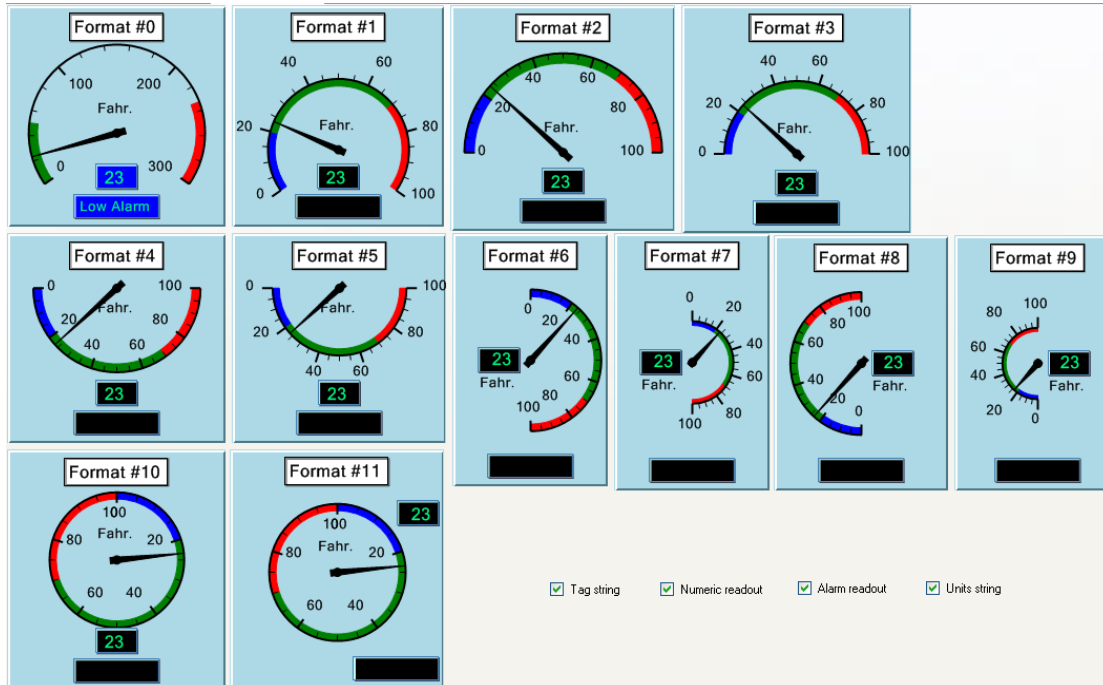 Format #0
100
200
Fahr.
0
300
23
Low Alarm
Format #1
40
60
Fahr.
20
80
23
0
100
Format #2
40
60
20
80
Fahr.
0
100
23
Format #3
40
60
20
80
Fahr.
0
100
23
Format #4
0
100
Fahr.
20
80
40
60
23
Format #5
0
100
Fahr.
20
80
40
60
23
Format #6
0
20
40
23
Fahr.
60
80
100
Format #7
0
20
40
23
60
Fahr.
80
100
Format #8
100
80
60
23
Fahr.
40
20
0
Format #9
100
80
60
23
40
Fahr.
20
0
Format #10
100
Fahr.
80
20
60
40
23
Format #11
100
23
Fahr.
80
20
60
40
Tag string
Numeric readout
Alarm readout
Units string